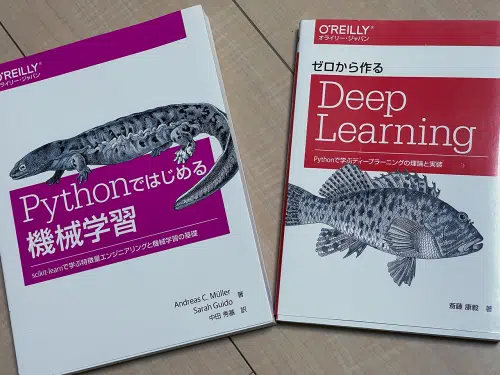 O'REILLY®
オライリー・ジャパン
Pythonではじめる
機械学習
scikit-learnで学ぶ特徴量エンジニアリングと機械学習の基礎
Andreas C. Müller 著
Sarah Guido
中田 秀基 訳
O'REILLY®
オライリー・ジャパン
ゼロから作る
Deep
Learning
Pythonで学ぶディープラーニングの理論と実装
斎藤 康毅 著